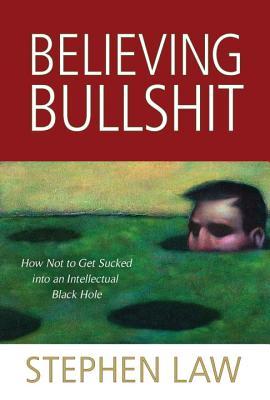 BELIEVING
BULLSHIT
How Not to Get Sucked
into an Intellectual
Black Hole
STEPHEN LAW